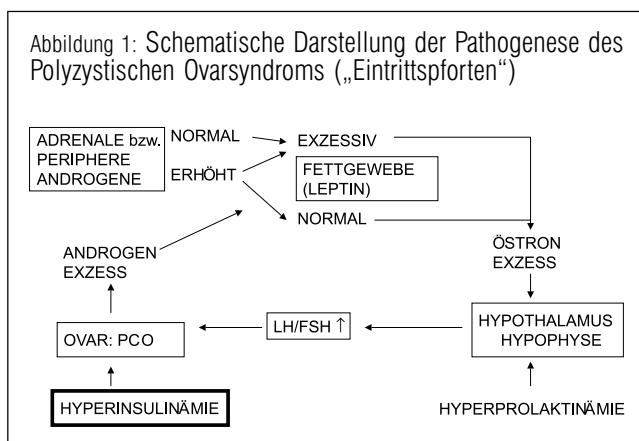 Abbildung 1: Schematische Darstellung der Pathogenese des
Polyzystischen Ovarsyndroms („Eintrittspforten“)
ADRENALE bzw.
PERIPHERE
ANDROGENE
NORMAL
ERHÖHT
EXZESSIV
FETTGEWEBE
(LEPTIN)
NORMAL
ANDROGEN
EXZESS
ÖSTRON
EXZESS
OVAR: PCO
LH/FSH ↑
HYPOTHALAMUS
HYPOPHYSE
HYPERINSULINÄMIE
HYPERPROLAKTINÄMIE